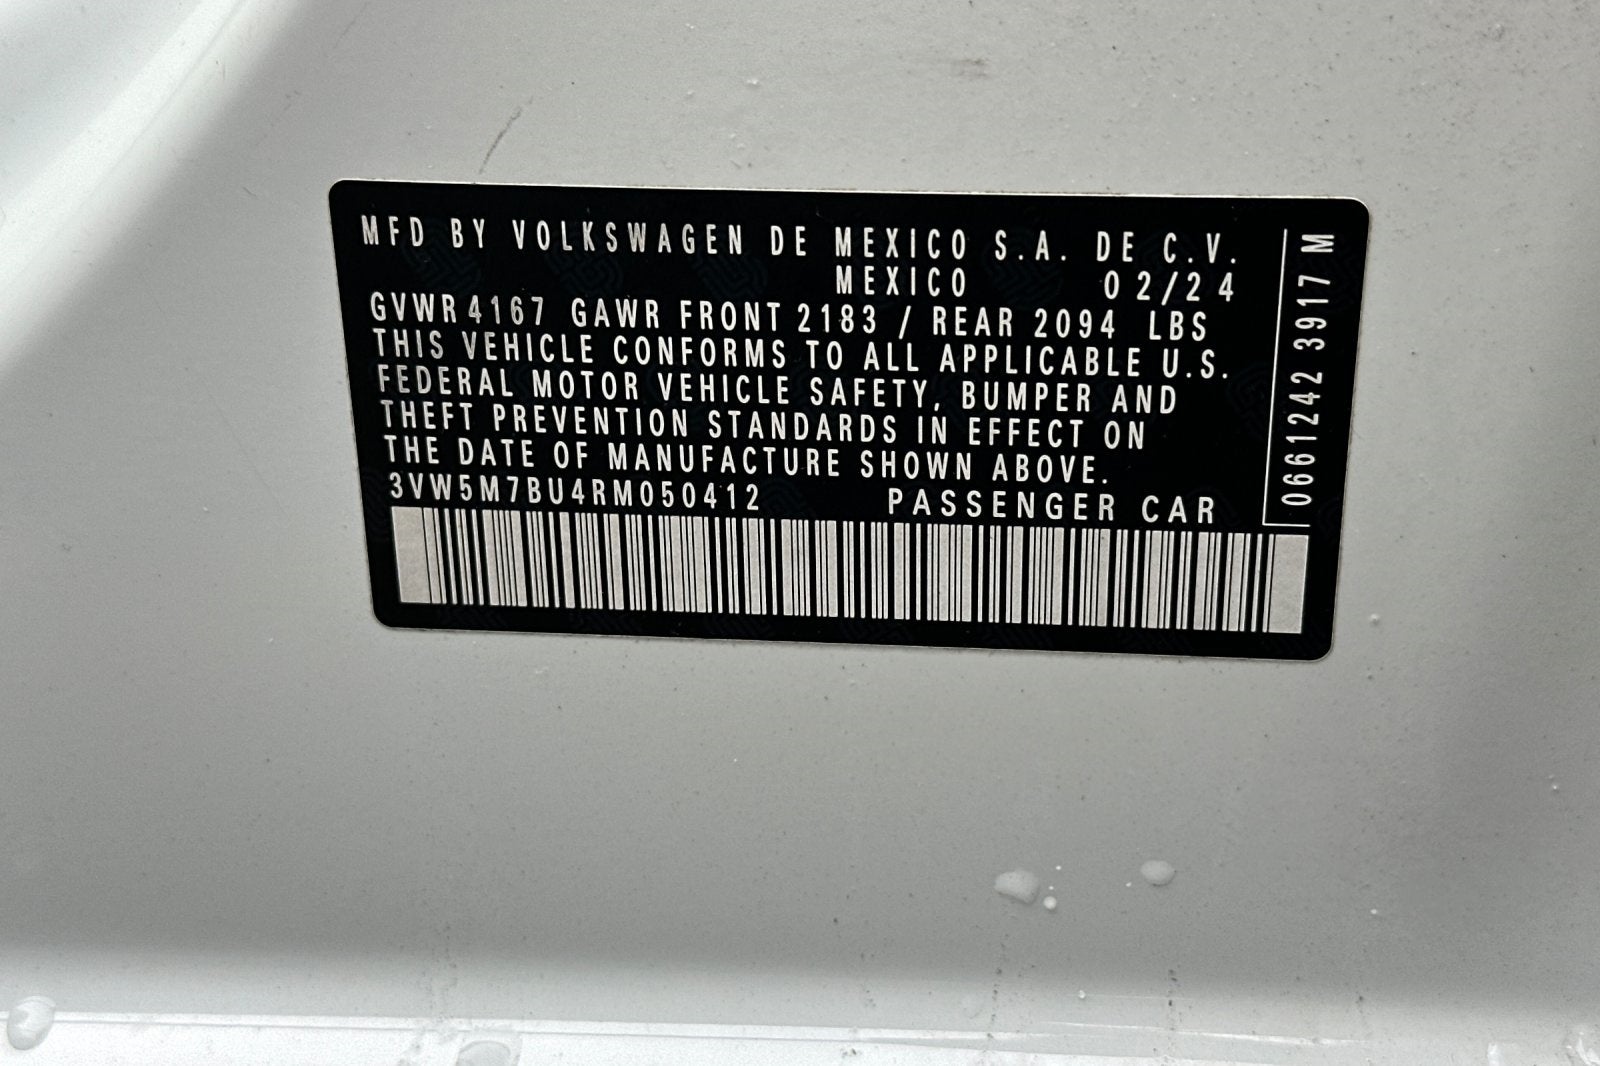 MFD BY VOLKSWAGEN DE MEXICO S.A. DE C.V.
MEXICO 02/24
GVWR 4167 GAWR FRONT 2183 / REAR 2094 LBS
THIS VEHICLE CONFORMS TO ALL APPLICABLE U.S.
FEDERAL MOTOR VEHICLE SAFETY, BUMPER AND
THEFT PREVENTION STANDARDS IN EFFECT ON
THE DATE OF MANUFACTURE SHOWN ABOVE.
3VW5M7BU4RM050412 PASSENGER CAR
0661242 3917 M